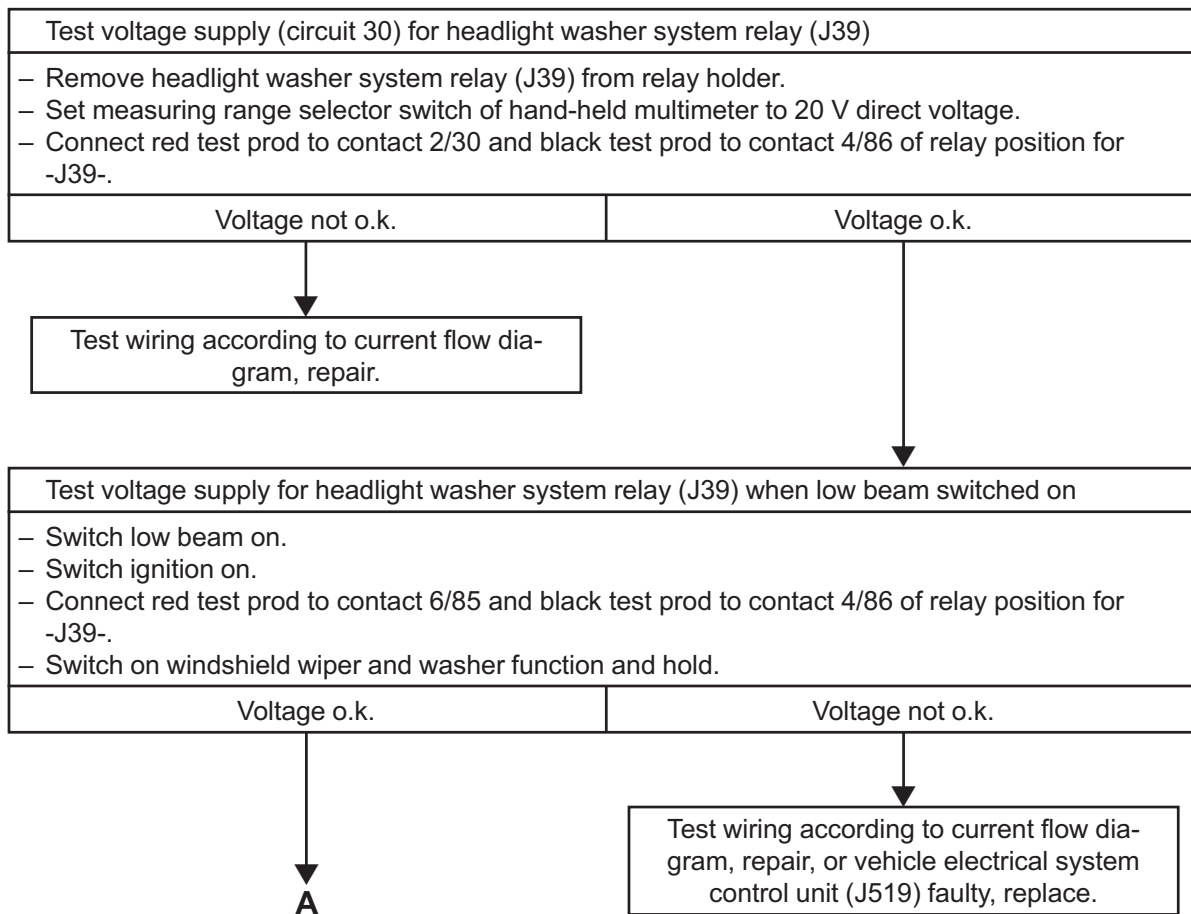 Test voltage supply (circuit 30) for headlight washer system relay (J39)
– Remove headlight washer system relay (J39) from relay holder.
– Set measuring range selector switch of hand-held multimeter to 20 V direct voltage.
– Connect red test prod to contact 2/30 and black test prod to contact 4/86 of relay position for
-J39-.
Voltage not o.k.
Voltage o.k.
Test wiring according to current flow dia-
gram, repair.
Test voltage supply for headlight washer system relay (J39) when low beam switched on
– Switch low beam on.
– Switch ignition on.
– Connect red test prod to contact 6/85 and black test prod to contact 4/86 of relay position for
-J39-.
– Switch on windshield wiper and washer function and hold.
Voltage o.k.
Voltage not o.k.
Test wiring according to current flow dia-
gram, repair, or vehicle electrical system
control unit (J519) faulty, replace.
A